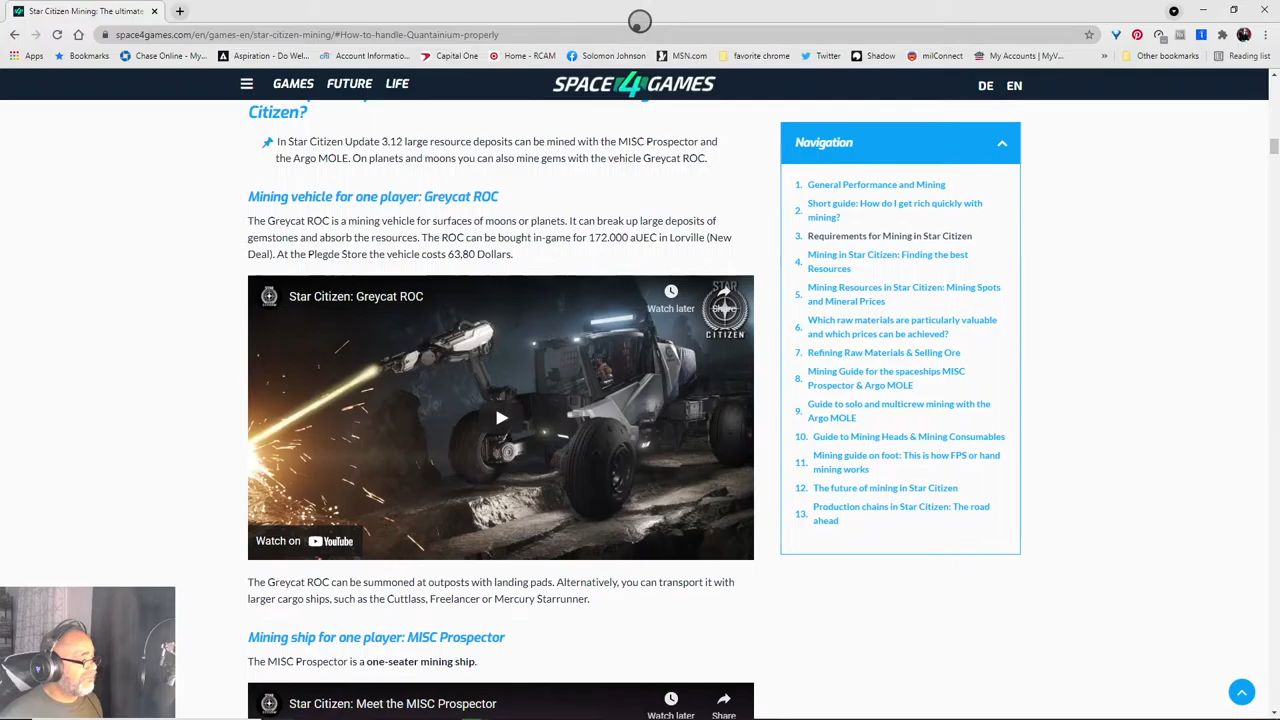 Star Citizen Mining: The ultimate
space4games.com/en/games-en/star-citizen-mining/#How-to-handle-Quantainium-properly
Apps
Bookmarks
Chase Online - My...
Aspiration - Do Wel...
YouTube
Capital One
Home - RCAM
Solomon Johnson
MSN.com
favorite chrome
Twitter
Shadow
milConnect
My Account | MyV...
Other bookmarks
Reading list
GAMES FUTURE LIFE
SPACE4GAMES
DE EN
Citizen?
In Star Citizen Update 3.12 large resource deposits can be mined with the MISC Prospector and
the Argo MOLE. On planets and moons you can also mine gems with the vehicle Greycat ROC.
Mining vehicle for one player: Greycat ROC
The Greycat ROC is a mining vehicle for surfaces of moons or planets. It can break up large deposits of
gemstones and absorb the resources. The ROC can be bought in-game for 172.000 aUEC in Lorville (New
Deal). At the Plegde Store the vehicle costs 63,80 Dollars.
Star Citizen: Greycat ROC
Watch later
Share
STAR
CITIZEN
Watch on YouTube
The Greycat ROC can be summoned at outposts with landing pads. Alternatively, you can transport it with
larger cargo ships, such as the Cuttlass, Freelancer or Mercury Starrunner.
Mining ship for one player: MISC Prospector
The MISC Prospector is a one-seater mining ship.
Star Citizen: Meet the MISC Prospector
Watch later
Share
Navigation
1. General Performance and Mining
2. Short guide: How do I get rich quickly with
mining?
3. Requirements for Mining in Star Citizen
4. Mining in Star Citizen: Finding the best
Resources
5. Mining Resources in Star Citizen: Mining Spots
and Mineral Prices
6. Which raw materials are particularly valuable
and which prices can be achieved?
7. Refining Raw Materials & Selling Ore
8. Mining Guide for the spaceships MISC
Prospector & Argo MOLE
9. Guide to solo and multicrew mining with the
Argo MOLE
10. Guide to Mining Heads & Mining Consumables
11. Mining guide on foot: This is how FPS or hand
mining works
12. The future of mining in Star Citizen
13. Production chains in Star Citizen: The road
ahead